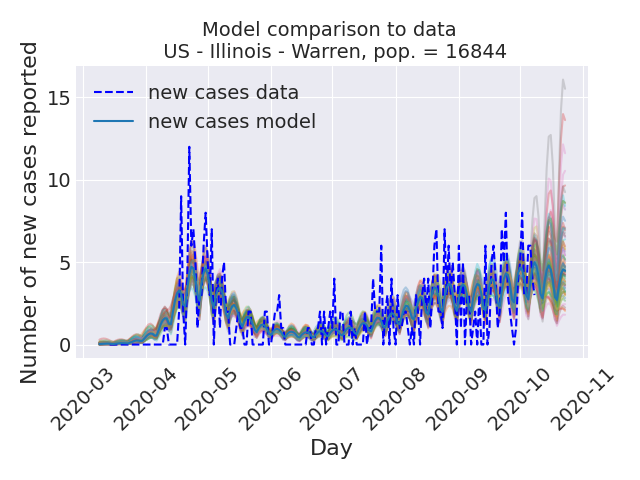 Model comparison to data
US - Illinois - Warren, pop. = 16844
Number of new cases reported
15
10
5
0
new cases data
new cases model
2020-03
2020-04
2020-05
2020-06
2020-07
2020-08
2020-09
2020-10
2020-11
Day